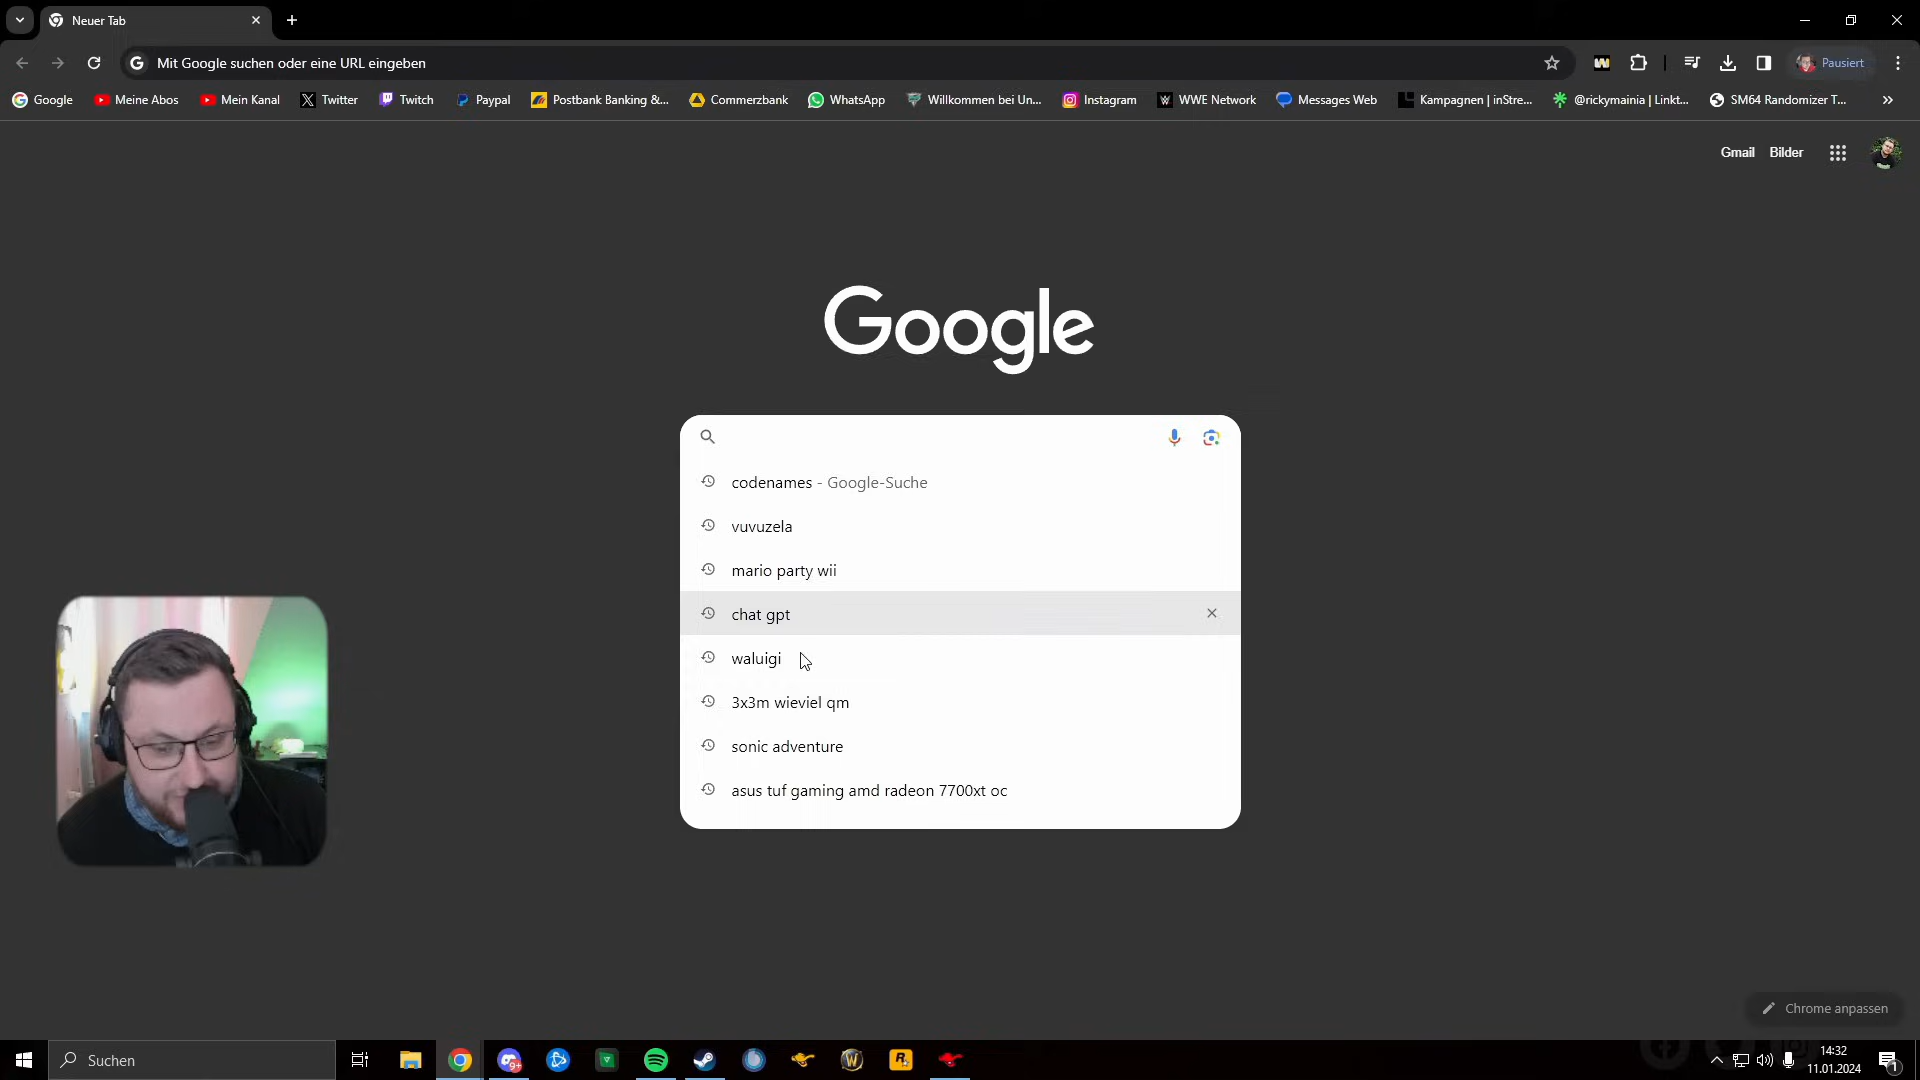 Neuer Tab
Mit Google suchen oder eine URL eingeben
Pausiert
Google
Meine Abos
Mein Kanal
Twitter
Twitch
Paypal
Postbank Banking &...
Commerzbank
WhatsApp
Willkommen bei Un...
Instagram
WWE Network
Messages Web
Kampagnen | inStre...
@rickymainia | Linkt...
SM64 Randomizer T...
Gmail
Bilder
Google
codenames - Google-Suche
vuvuzela
mario party wii
chat gpt
waluigi
3x3m wieviel qm
sonic adventure
asus tuf gaming amd radeon 7700xt oc
Chrome anpassen
Suchen
9+
14:32
11.01.2024
1